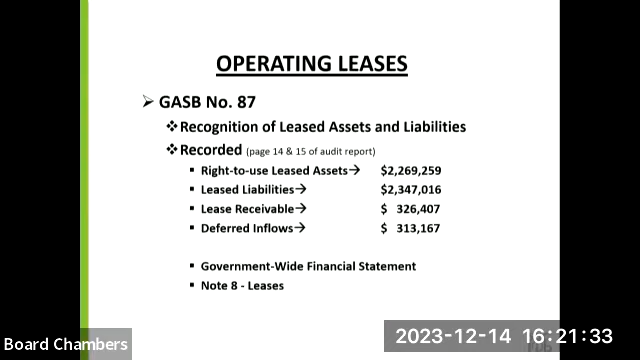 OPERATING LEASES
➢ GASB No. 87
❖Recognition of Leased Assets and Liabilities
❖Recorded (page 14 & 15 of audit report)
▪ Right-to-use Leased Assets→ $2,269,259
▪ Leased Liabilities→ $2,347,016
▪ Lease Receivable→ $ 326,407
▪ Deferred Inflows→ $ 313,167
▪ Government-Wide Financial Statement
▪ Note 8 - Leases
Board Chambers
2023-12-14 16:21:33